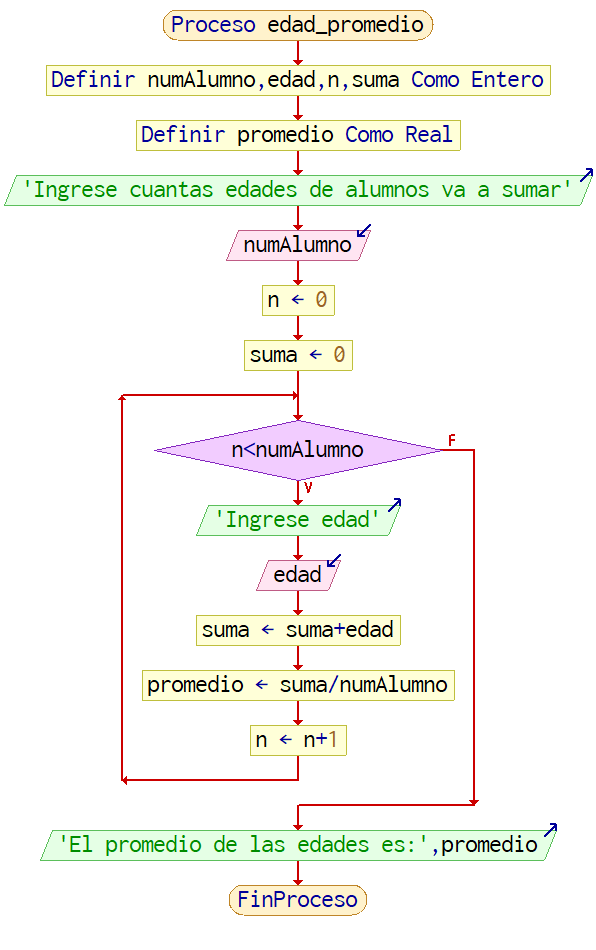 Proceso edad_promedio
Definir numAlumno,edad,n,suma Como Entero
Definir promedio Como Real
'Ingrese cuantas edades de alumnos va a sumar'
numAlumno
n ← 0
suma ← 0
n<numAlumno
F
V
'Ingrese edad'
edad
suma ← suma+edad
promedio ← suma/numAlumno
n ← n+1
'El promedio de las edades es:',promedio
FinProceso